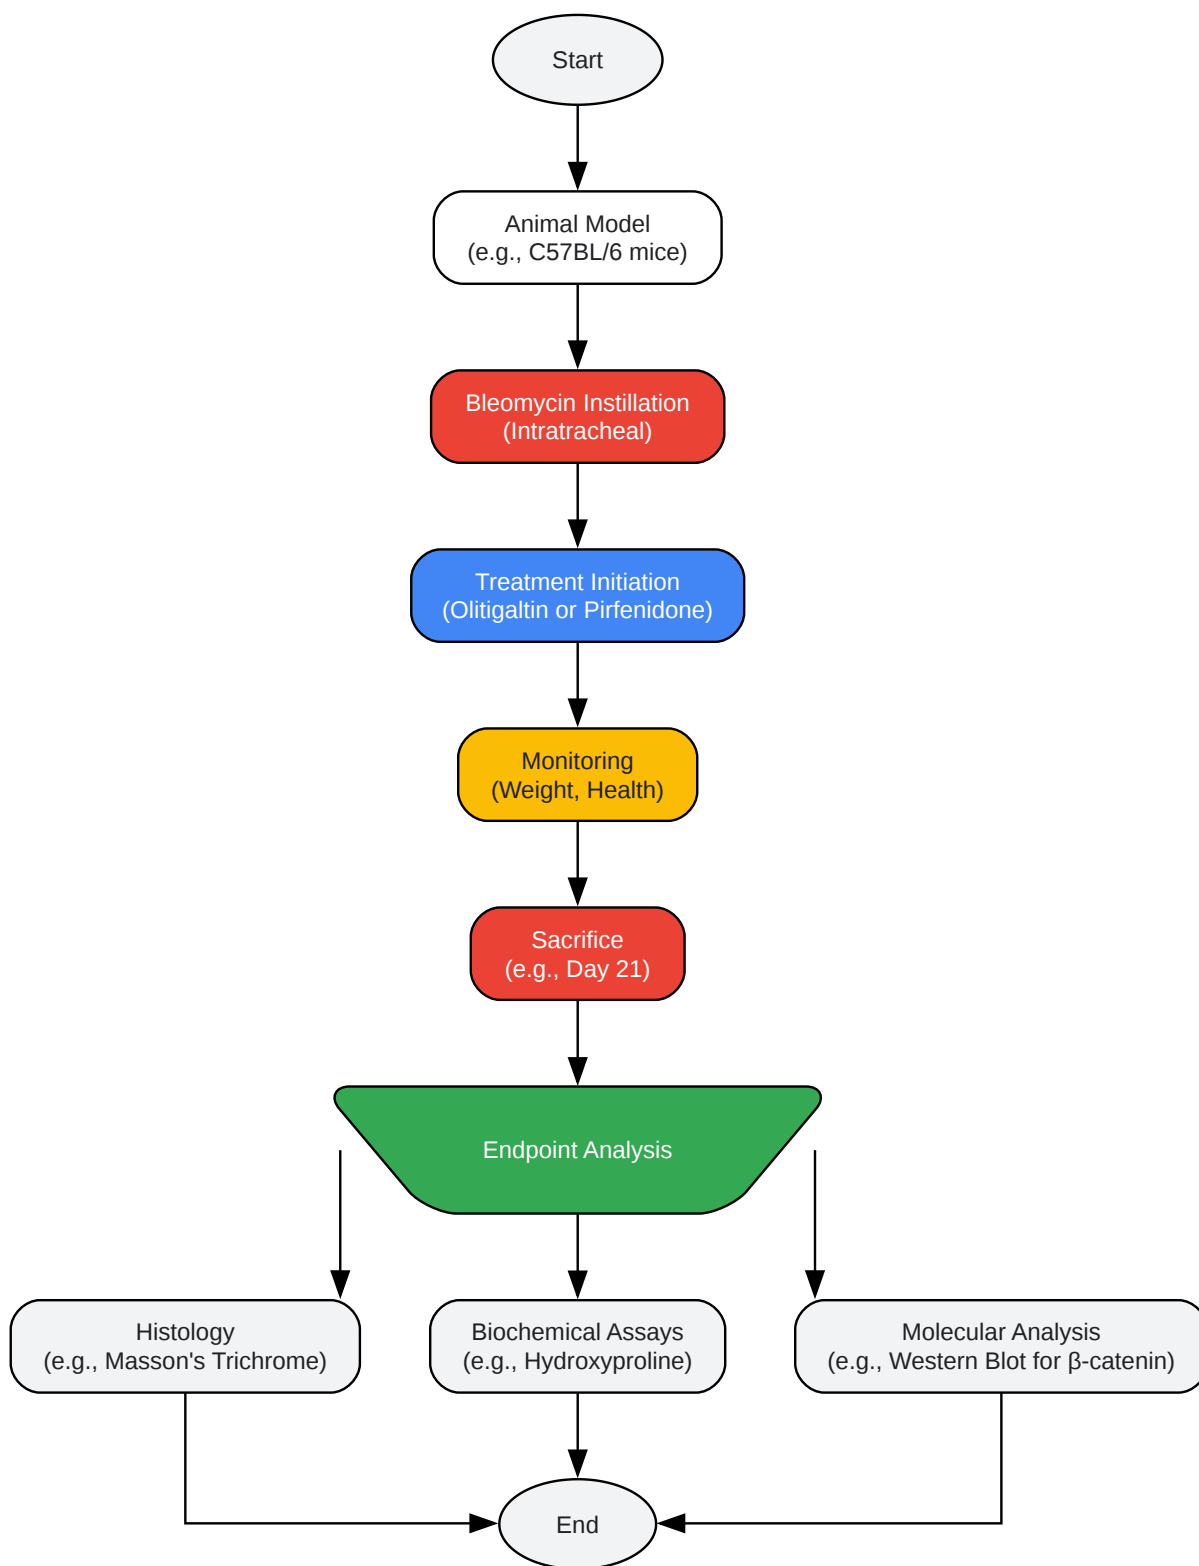 Start
Animal Model
(e.g., C57BL/6 mice)
Bleomycin Instillation
(Intratracheal)
Treatment Initiation
(Olitigaltin or Pirfenidone)
Monitoring
(Weight, Health)
Sacrifice
(e.g., Day 21)
Endpoint Analysis
Histology
(e.g., Masson's Trichrome)
Biochemical Assays
(e.g., Hydroxyproline)
Molecular Analysis
(e.g., Western Blot for β-catenin)
End